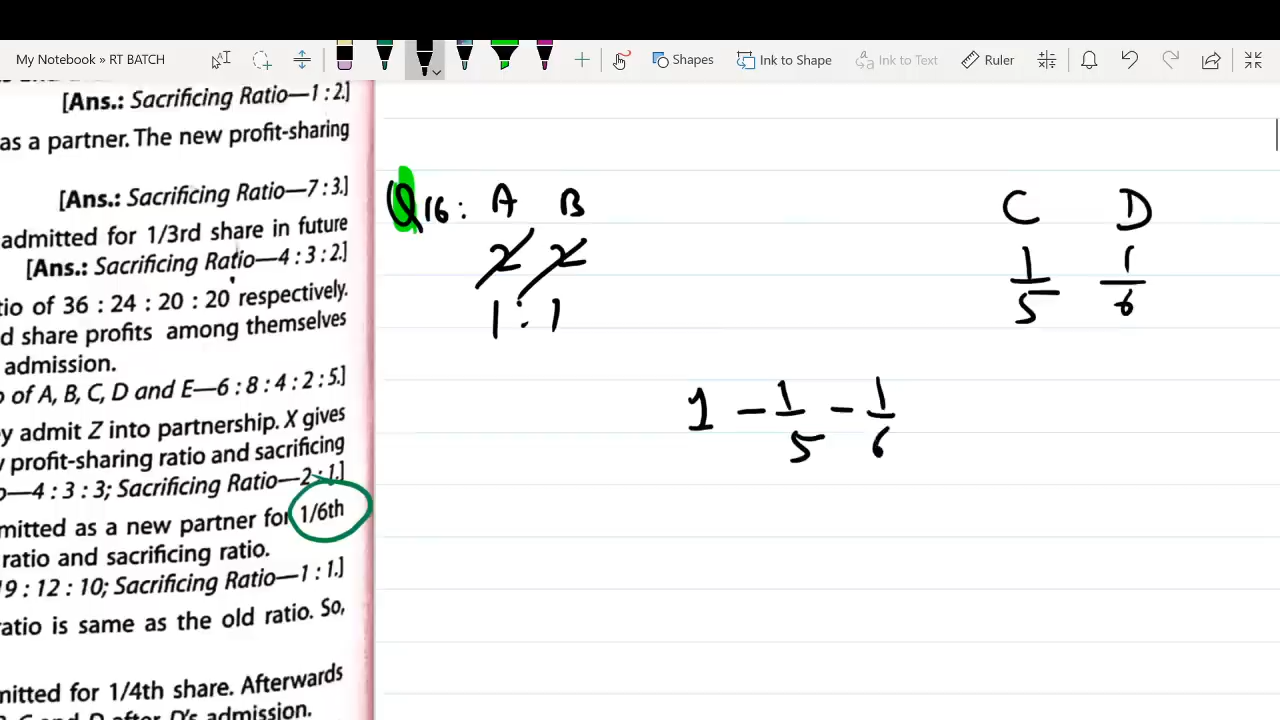 My Notebook » RT BATCH
Shapes
Ink to Shape
Ink to Text
Ruler
[Ans.: Sacrificing Ratio—1 : 2.]
as a partner. The new profit-sharing
[Ans.: Sacrificing Ratio—7 : 3.]
admitted for 1/3rd share in future
[Ans.: Sacrificing Ratio—4 : 3 : 2.]
tio of 36 : 24 : 20 : 20 respectively.
d share profits among themselves
admission.
o of A, B, C, D and E—6 : 8 : 4 : 2 : 5.]
ey admit Z into partnership. X gives
profit-sharing ratio and sacrificing
o—4 : 3 : 3; Sacrificing Ratio—2 : 1.]
mitted as a new partner for 1/6th
ratio and sacrificing ratio.
19 : 12 : 10; Sacrificing Ratio—1 : 1.]
ratio is same as the old ratio. So,
mitted for 1/4th share. Afterwards
B, C and D after D's admission.
Q16: A B C D
2 2 1/5 1/6
1 : 1
1 - 1/5 - 1/6